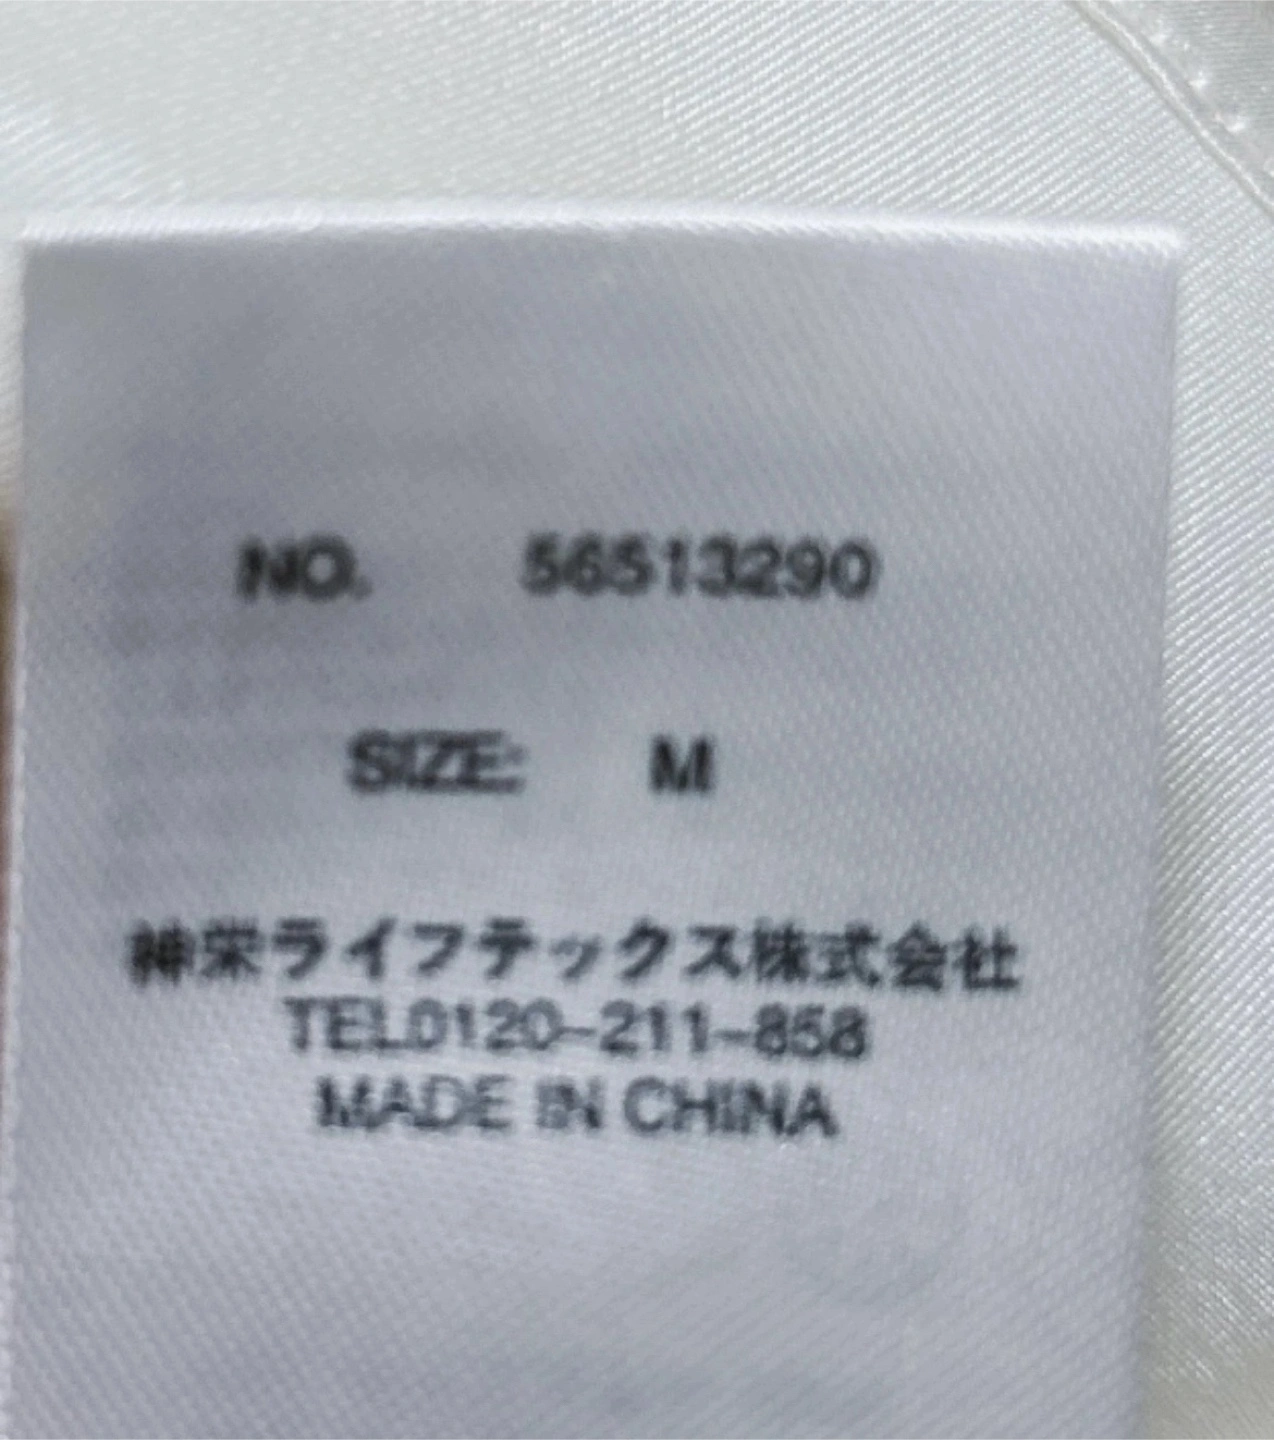 NO. 56513290
SIZE: M
神栄ライフテックス株式会社
TEL0120-211-858
MADE IN CHINA